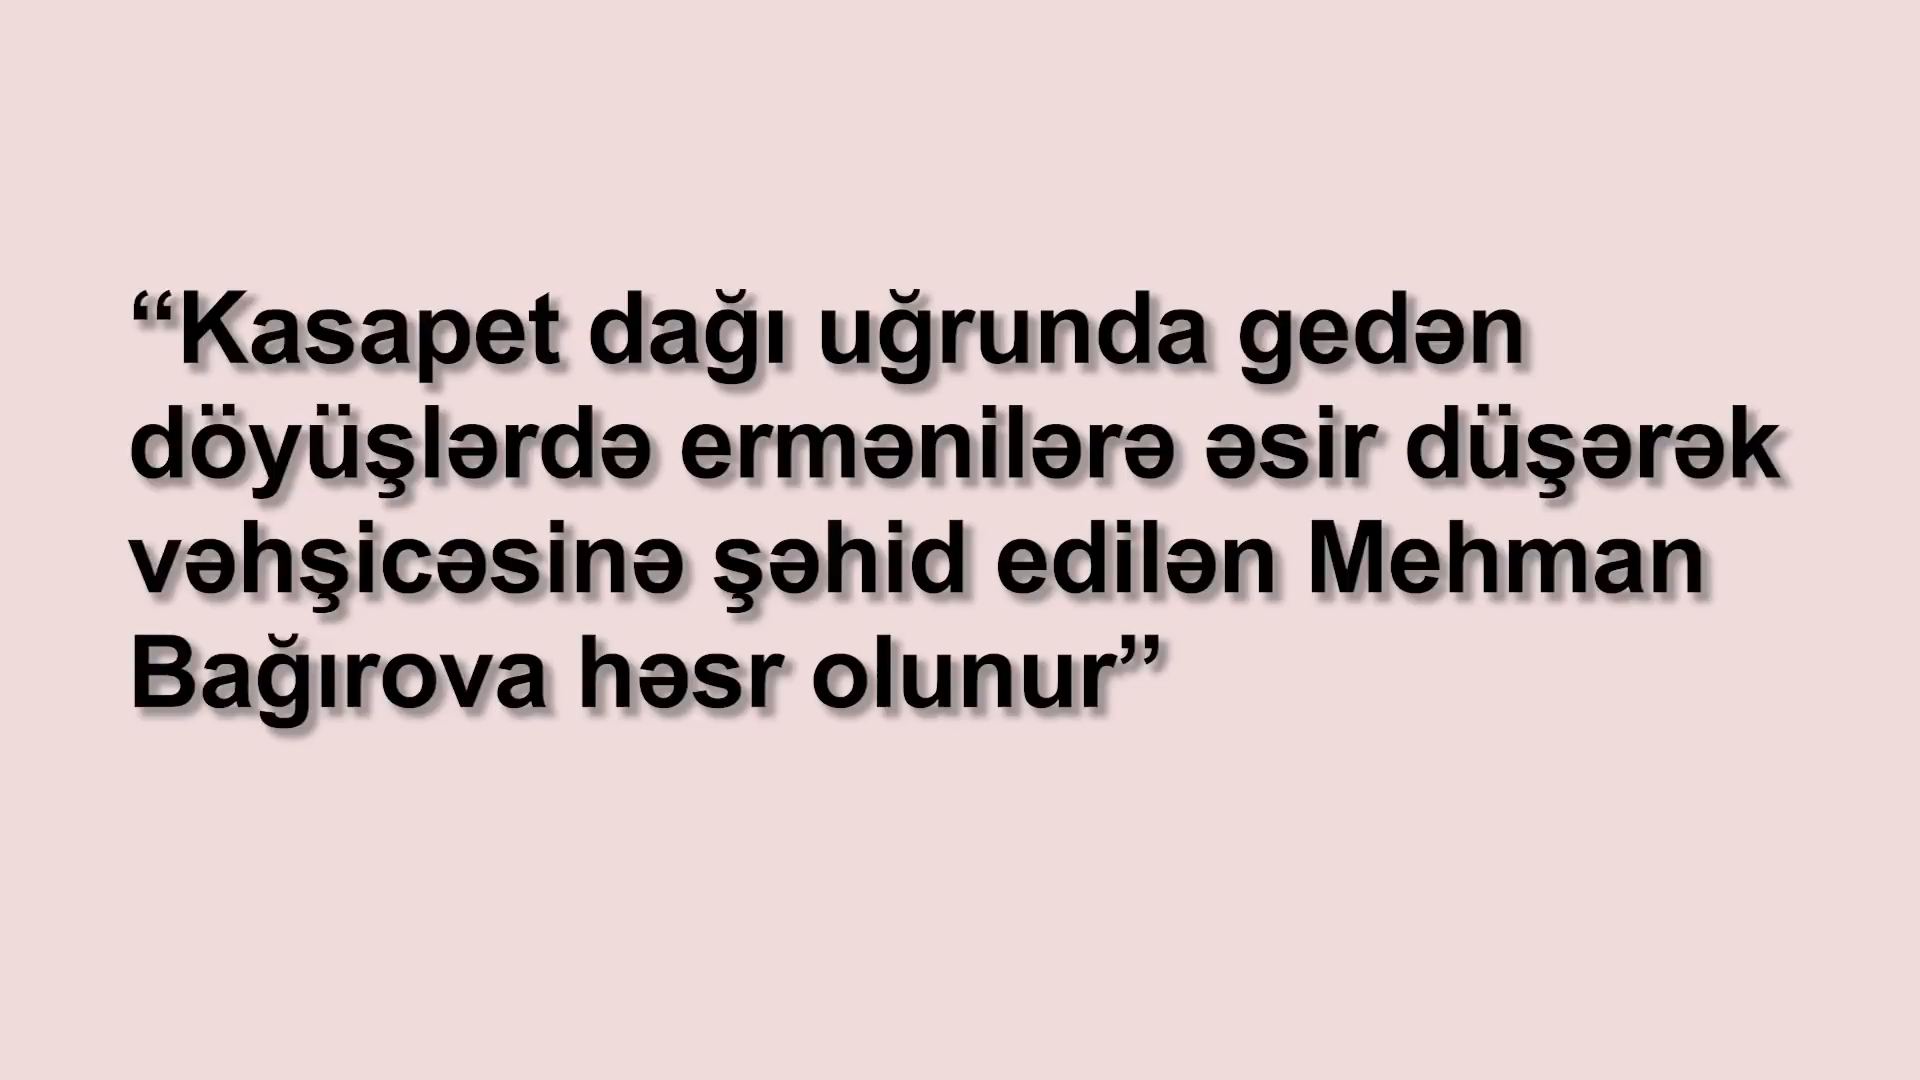 “Kasapet dağı uğrunda gedən
döyüşlərdə ermənilərə əsir düşərək
vəhşicəsinə şəhid edilən Mehman
Bağırova həsr olunur”